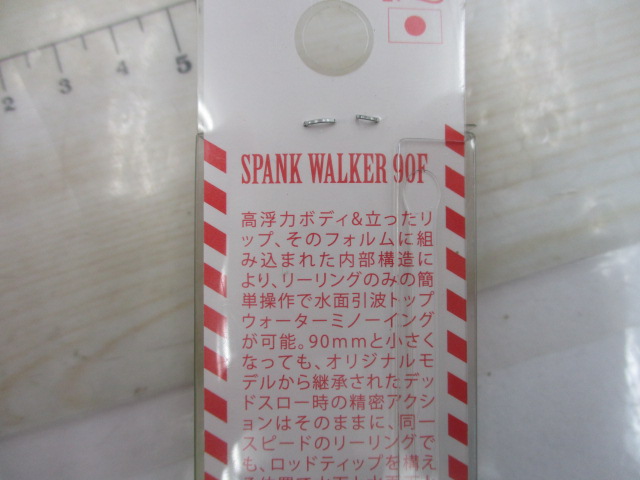 2 3 4 5
SPANK WALKER 90F
高浮力ボディ&立ったリ
ップ、そのフォルムに組
み込まれた内部構造に
より、リーリングのみの簡
単操作で水面引波トップ
ウォーターミノーイング
が可能。90mmと小さく
なっても、オリジナルモ
デルから継承されたデッ
ドスロー時の精密アクシ
ョンはそのままに、同一
スピードのリーリングで
も、ロッドティップを構え